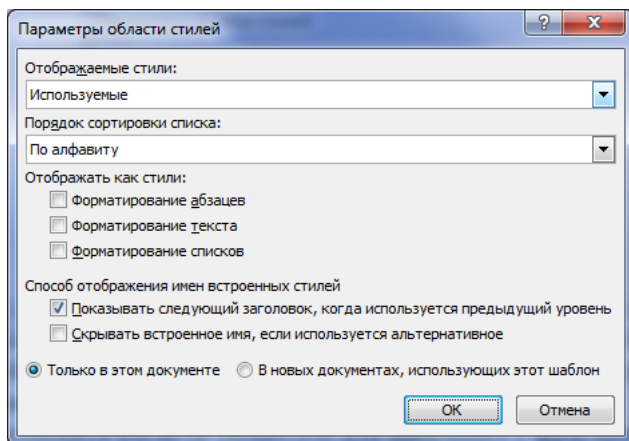 Параметры области стилей
Отображаемые стили:
Используемые
Порядок сортировки списка:
По алфавиту
Отображать как стили:
Форматирование абзацев
Форматирование текста
Форматирование списков
Способ отображения имен встроенных стилей
Показывать следующий заголовок, когда используется предыдущий уровень
Скрывать встроенное имя, если используется альтернативное
Только в этом документе В новых документах, использующих этот шаблон
ОК Отмена